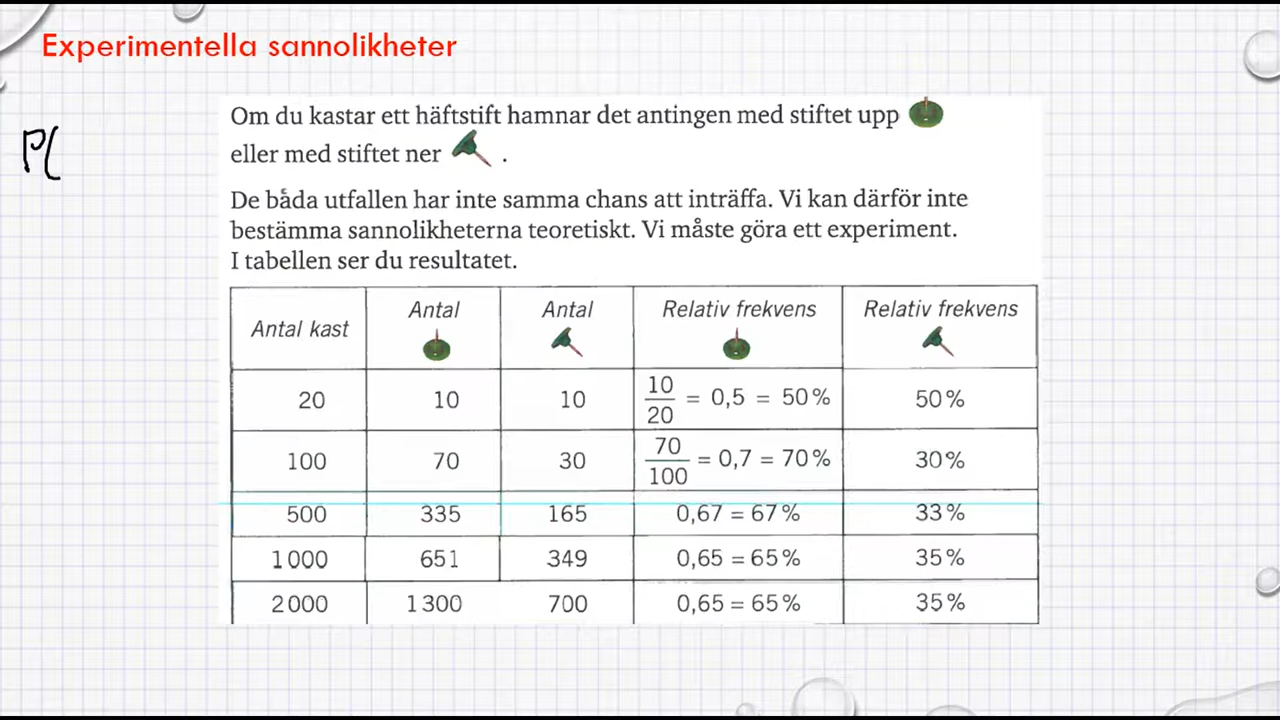 Experimentella sannolikheter
P(
Om du kastar ett häftstift hamnar det antingen med stiftet upp
eller med stiftet ner .
De båda utfallen har inte samma chans att inträffa. Vi kan därför inte
bestämma sannolikheterna teoretiskt. Vi måste göra ett experiment.
I tabellen ser du resultatet.
Antal kast Antal Antal Relativ frekvens Relativ frekvens
20 10 10 10/20 = 0,5 = 50 % 50 %
100 70 30 70/100 = 0,7 = 70 % 30 %
500 335 165 0,67 = 67 % 33 %
1 000 651 349 0,65 = 65 % 35 %
2 000 1 300 700 0,65 = 65 % 35 %